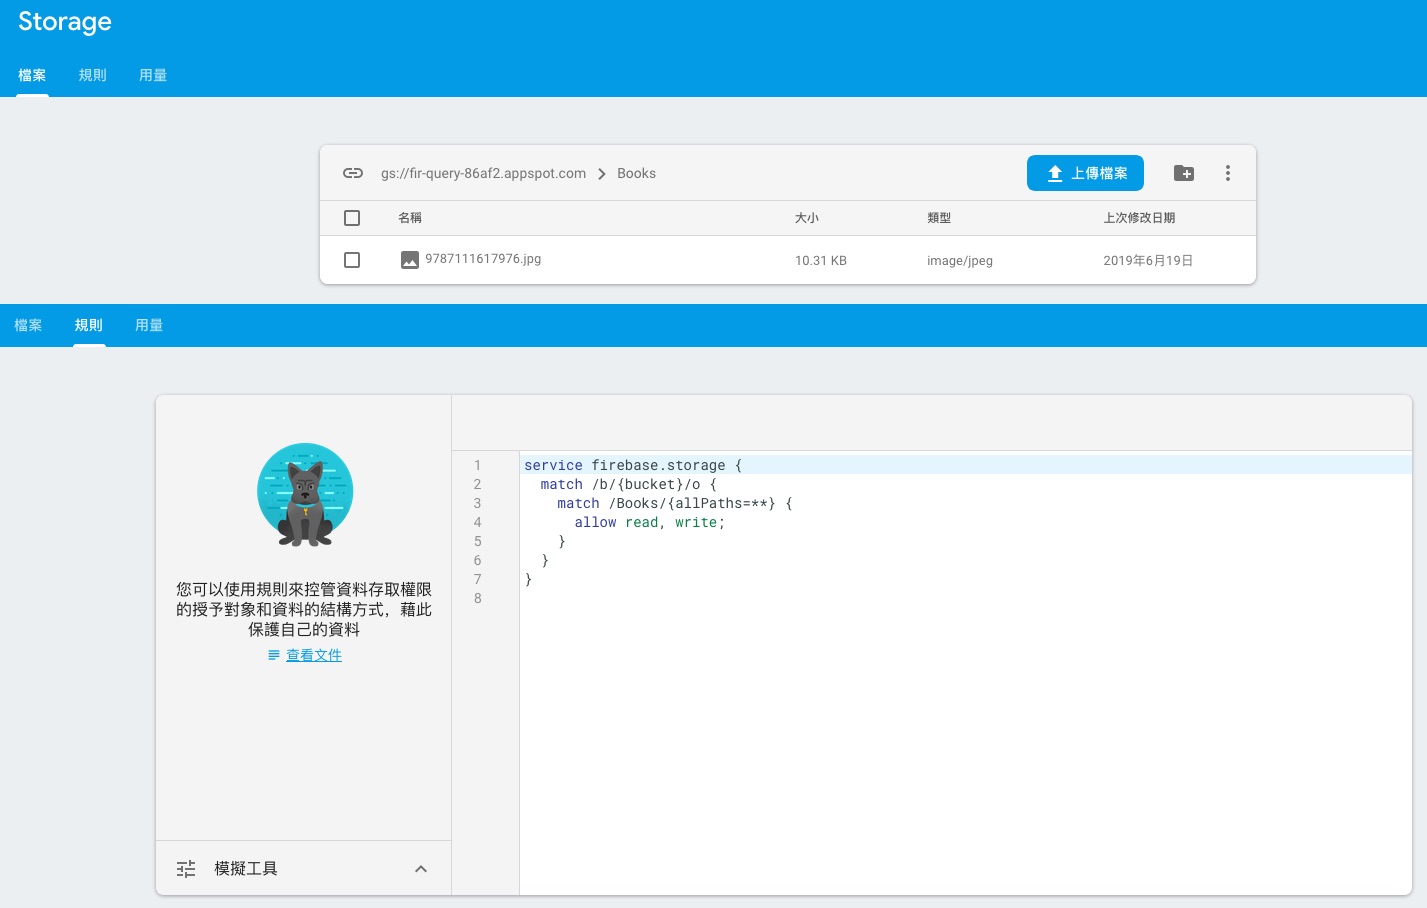 Storage
檔案 規則 用量
gs://fir-query-86af2.appspot.com > Books 上傳檔案
名稱 大小 類型 上次修改日期
9787111617976.jpg 10.31 KB image/jpeg 2019年6月19日
檔案 規則 用量
您可以使用規則來控管資料存取權限
的授予對象和資料的結構方式，藉此
保護自己的資料
查看文件
模擬工具
1 service firebase.storage {
2 match /b/{bucket}/o {
3 match /Books/{allPaths=**} {
4 allow read, write;
5 }
6 }
7 }
8